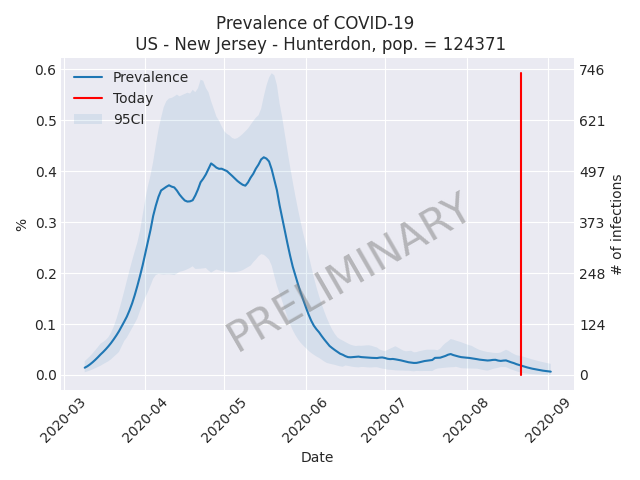 Prevalence of COVID-19
US - New Jersey - Hunterdon, pop. = 124371
Prevalence
Today
95CI
PRELIMINARY
%
0.6
0.5
0.4
0.3
0.2
0.1
0.0
746
621
497
373
248
124
0
# of infections
2020-03
2020-04
2020-05
2020-06
2020-07
2020-08
2020-09
Date